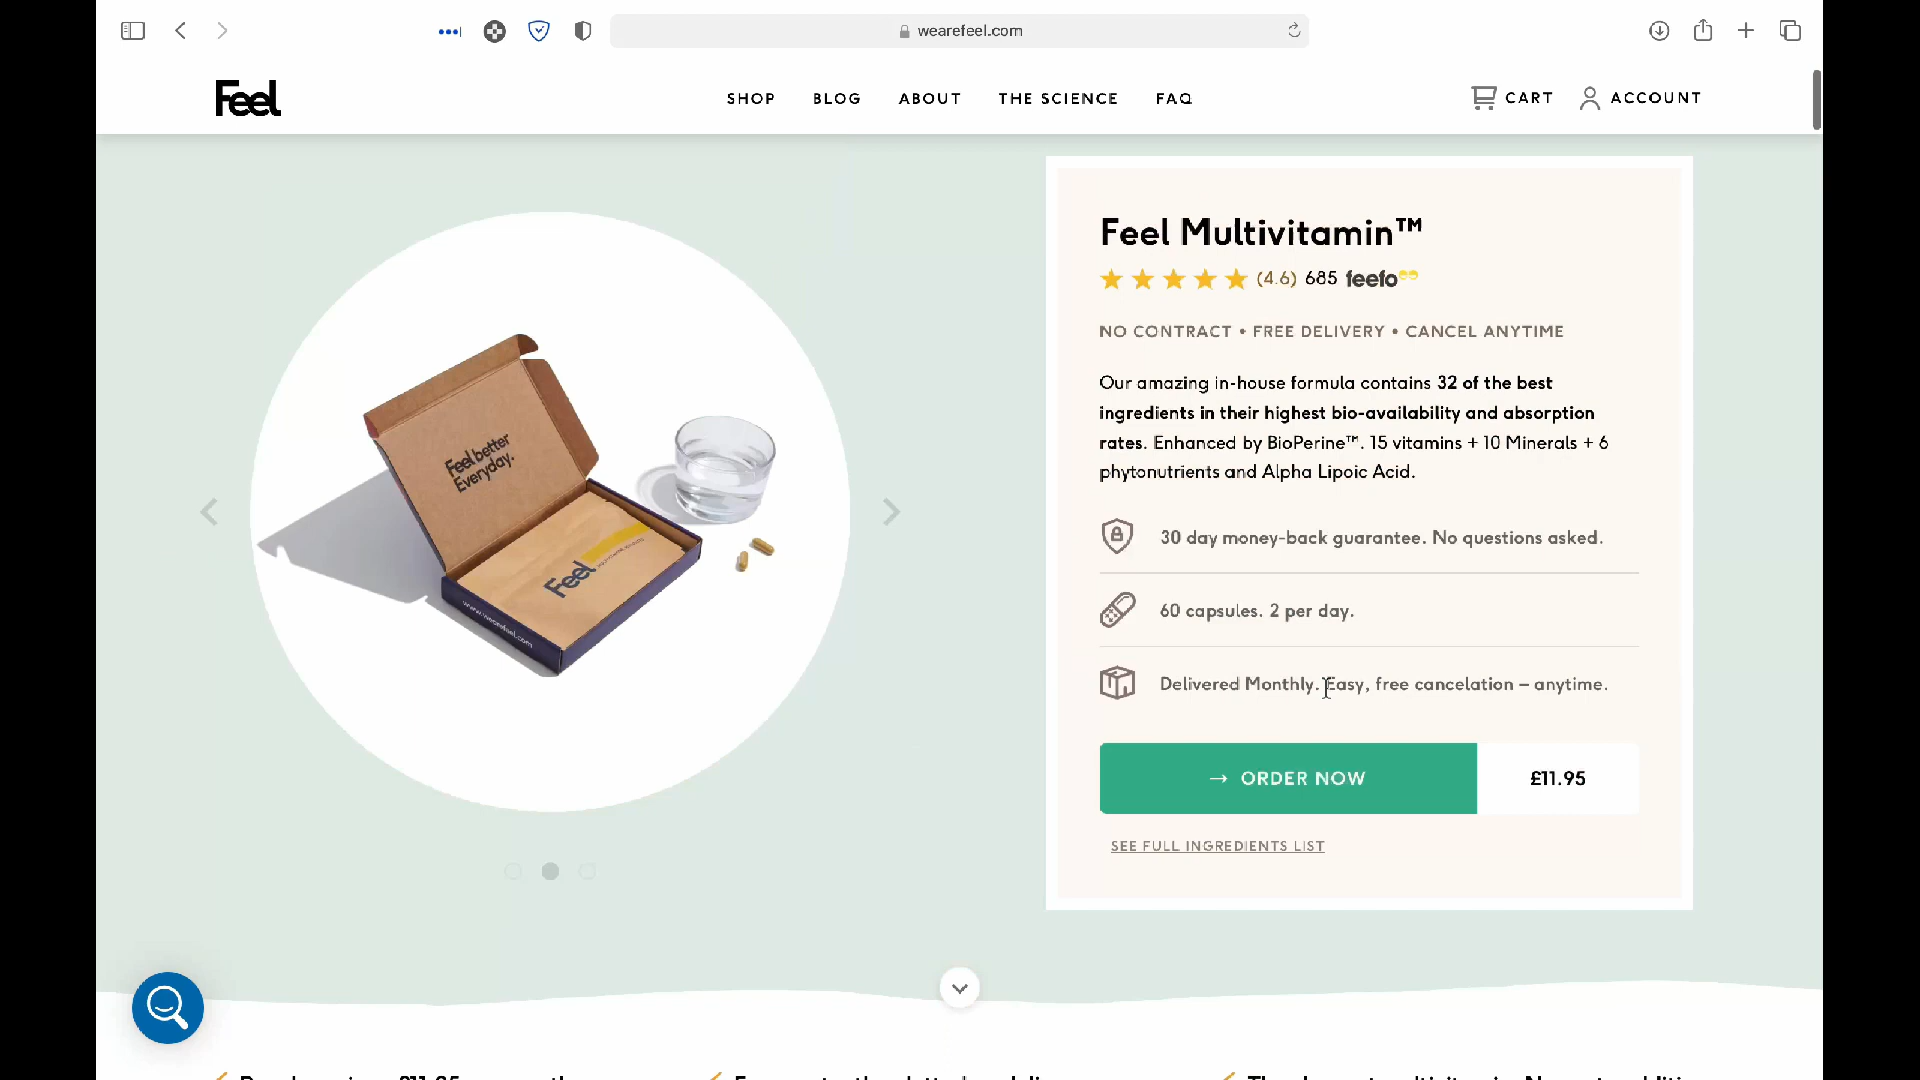 wearefeel.com
Feel
SHOP BLOG ABOUT THE SCIENCE FAQ
CART ACCOUNT
Feel Multivitamin™
(4.6) 685 feefo
NO CONTRACT • FREE DELIVERY • CANCEL ANYTIME
Our amazing in-house formula contains 32 of the best
ingredients in their highest bio-availability and absorption
rates. Enhanced by BioPerine™. 15 vitamins + 10 Minerals + 6
phytonutrients and Alpha Lipoic Acid.
30 day money-back guarantee. No questions asked.
60 capsules. 2 per day.
Delivered Monthly. Easy, free cancelation – anytime.
→ ORDER NOW £11.95
SEE FULL INGREDIENTS LIST
Feel better
Everyday.
Feel
www.wearefeel.com